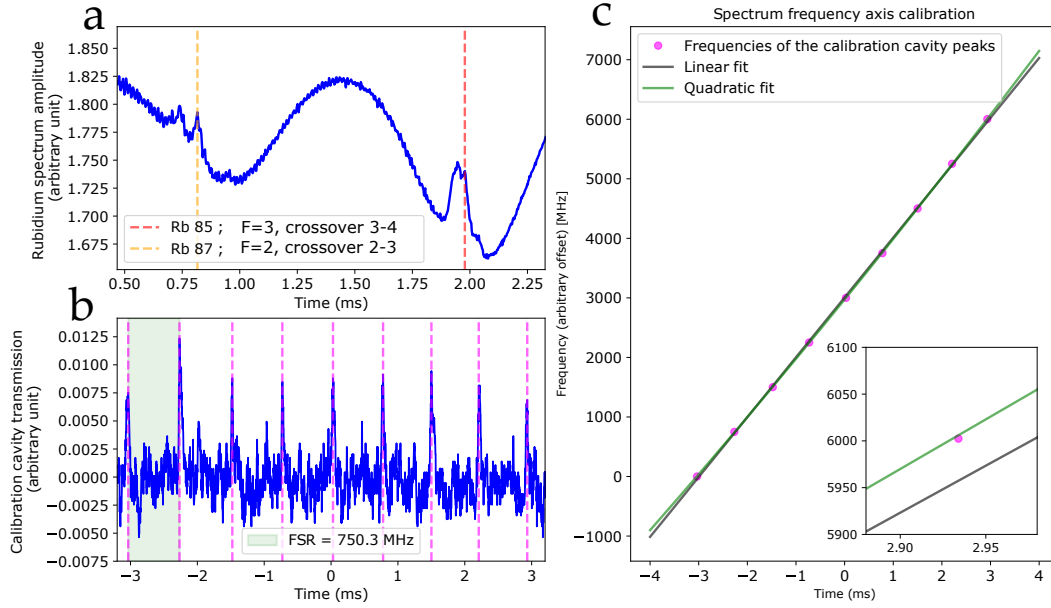 a
Rubidium spectrum amplitude
(arbitrary unit)
1.825
1.800
1.775
1.750
1.725
1.700
1.675
Rb 85 ; F=3, crossover 3-4
Rb 87 ; F=2, crossover 2-3
0.50 0.75 1.00 1.25 1.50 1.75 2.00 2.25
Time (ms)
b
Calibration cavity transmission
(arbitrary unit)
0.0125
0.0100
0.0075
0.0050
0.0025
0.0000
−0.0025
−0.0050
−0.0075
FSR = 750.3 MHz
−3 −2 −1 0 1 2 3
Time (ms)
c
Spectrum frequency axis calibration
Frequency (arbitrary offset) [MHz]
7000
6000
5000
4000
3000
2000
1000
0
−1000
Frequencies of the calibration cavity peaks
Linear fit
Quadratic fit
6100
6050
6000
5950
5900
2.90 2.95
−4 −3 −2 −1 0 1 2 3 4
Time (ms)